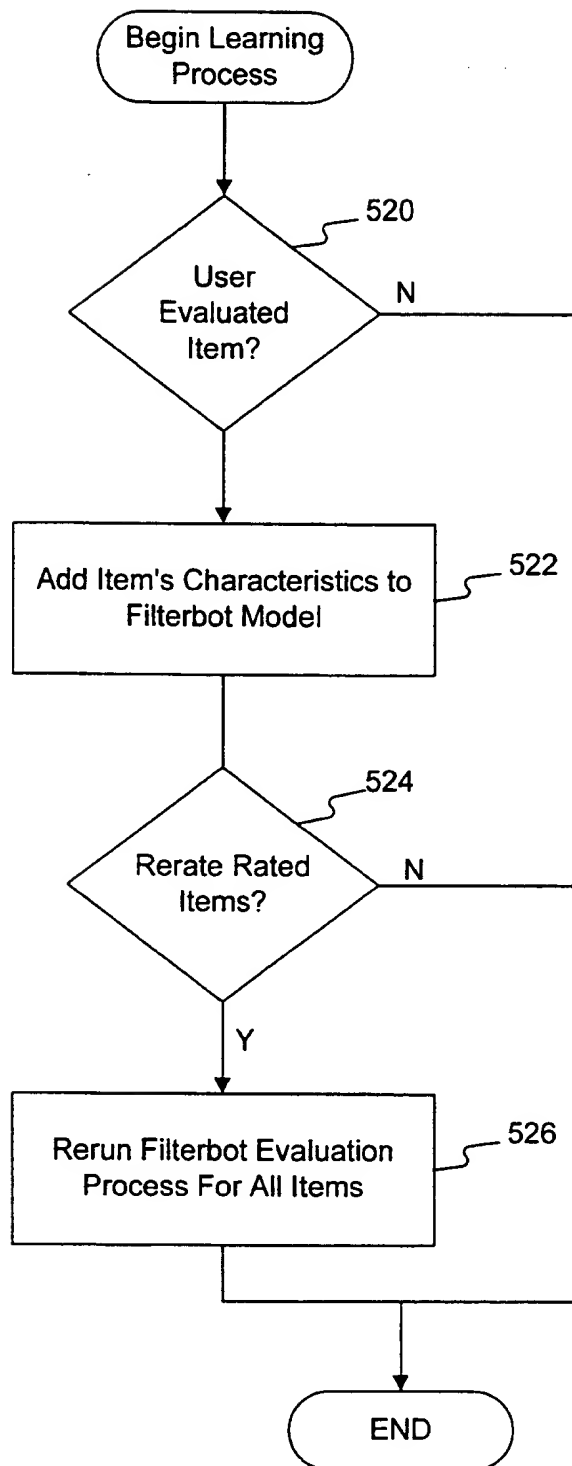 Begin Learning
Process
520
User
Evaluated
Item?
N
Add Item's Characteristics to
Filterbot Model
522
524
Rerate Rated
Items?
N
Y
Rerun Filterbot Evaluation
Process For All Items
526
END